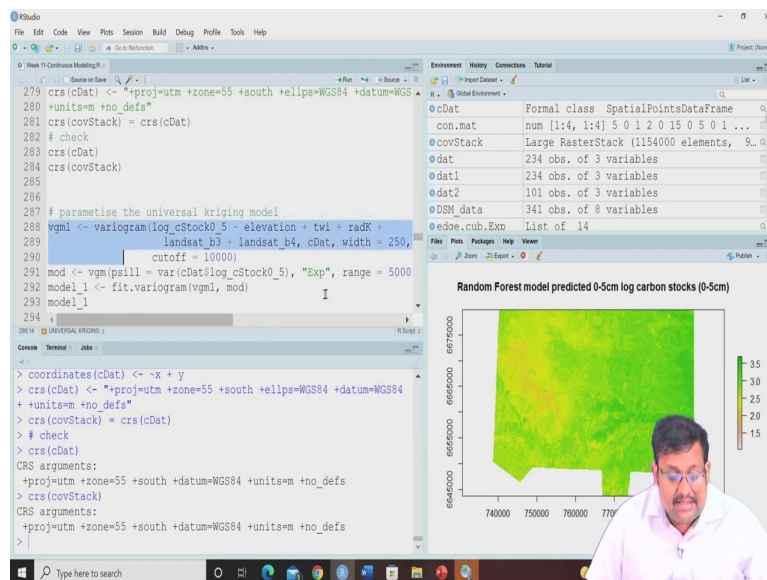 RStudio
File Edit Code View Plots Session Build Debug Profile Tools Help
Go to file/function
Addins
Project: (None
Week 11-Continuous Modeling.R
Source on Save
Run
Source
279 crs(cDat) <- "+proj=utm +zone=55 +south +ellps=WGS84 +datum=WGS
280 +units=m +no_defs"
281 crs(covStack) = crs(cDat)
282 # check
283 crs(cDat)
284 crs(covStack)
285
286
287 # parametise the universal kriging model
288 vgm1 <- variogram(log_cStock0_5 ~ elevation + twi + radK +
289 landsat_b3 + landsat_b4, cDat, width = 250,
290 cutoff = 10000)
291 mod <- vgm(psill = var(cDat$log_cStock0_5), "Exp", range = 5000
292 model_1 <- fit.variogram(vgm1, mod)
293 model_1
294
290:14 UNIVERSAL KRIGING
R Script
Console Terminal Jobs
> coordinates(cDat) <- ~x + y
> crs(cDat) <- "+proj=utm +zone=55 +south +ellps=WGS84 +datum=WGS84
+ +units=m +no_defs"
> crs(covStack) = crs(cDat)
> # check
> crs(cDat)
CRS arguments:
+proj=utm +zone=55 +south +datum=WGS84 +units=m +no_defs
> crs(covStack)
CRS arguments:
+proj=utm +zone=55 +south +datum=WGS84 +units=m +no_defs
>
Environment History Connections Tutorial
Import Dataset
List
R Global Environment
cDat Formal class SpatialPointsDataFrame
con.mat num [1:4, 1:4] 5 0 1 2 0 15 0 5 0 1 ...
covStack Large RasterStack (1154000 elements, 9…
dat 234 obs. of 3 variables
dat1 234 obs. of 3 variables
dat2 101 obs. of 3 variables
DSM_data 341 obs. of 8 variables
edge.cub.Exp List of 14
Files Plots Packages Help Viewer
Zoom Export
Publish
Random Forest model predicted 0-5cm log carbon stocks (0-5cm)
6675000
6665000
6655000
6645000
740000 750000 760000 770
3.5
3.0
2.5
2.0
1.5
Type here to search